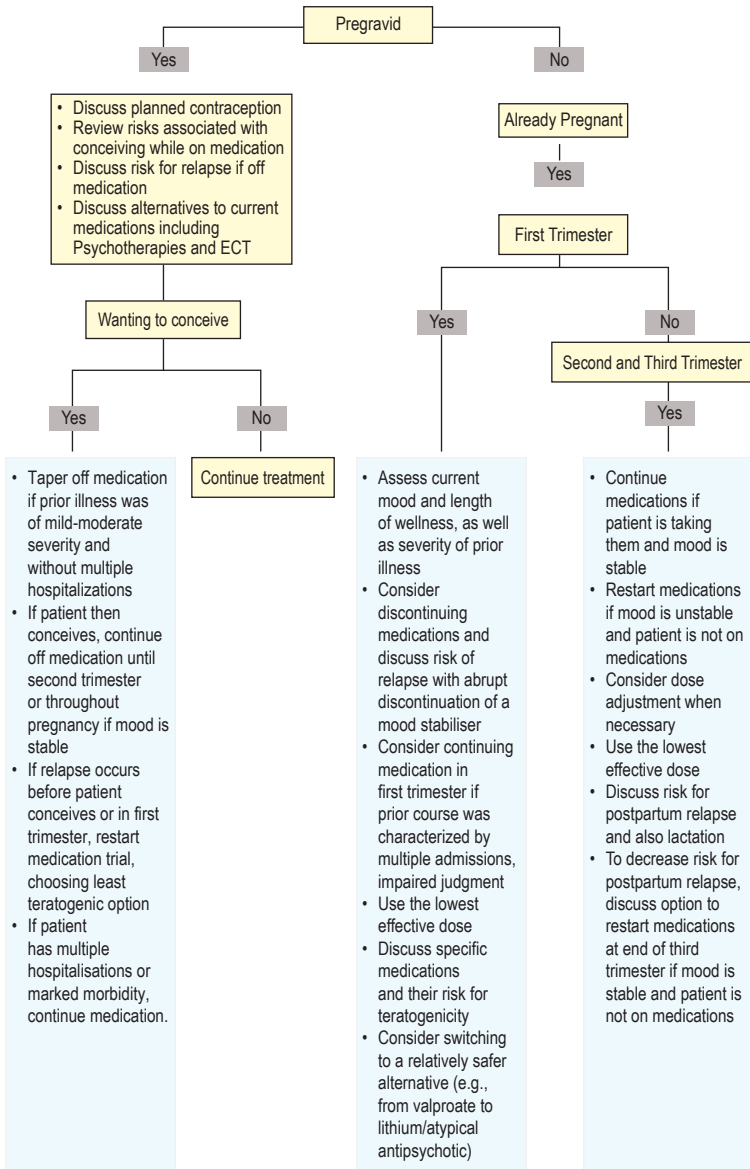 Pregravid
Yes
No
• Discuss planned contraception
• Review risks associated with
conceiving while on medication
• Discuss risk for relapse if off
medication
• Discuss alternatives to current
medications including
Psychotherapies and ECT
Already Pregnant
Yes
First Trimester
Wanting to conceive
Yes
No
Second and Third Trimester
Yes
No
Yes
• Taper off medication
if prior illness was
of mild-moderate
severity and
without multiple
hospitalizations
• If patient then
conceives, continue
off medication until
second trimester
or throughout
pregnancy if mood is
stable
• If relapse occurs
before patient
conceives or in first
trimester, restart
medication trial,
choosing least
teratogenic option
• If patient
has multiple
hospitalisations or
marked morbidity,
continue medication.
Continue treatment
• Assess current
mood and length
of wellness, as well
as severity of prior
illness
• Consider
discontinuing
medications and
discuss risk of
relapse with abrupt
discontinuation of a
mood stabiliser
• Consider continuing
medication in
first trimester if
prior course was
characterized by
multiple admissions,
impaired judgment
• Use the lowest
effective dose
• Discuss specific
medications
and their risk for
teratogenicity
• Consider switching
to a relatively safer
alternative (e.g.,
from valproate to
lithium/atypical
antipsychotic)
• Continue
medications if
patient is taking
them and mood is
stable
• Restart medications
if mood is unstable
and patient is not on
medications
• Consider dose
adjustment when
necessary
• Use the lowest
effective dose
• Discuss risk for
postpartum relapse
and also lactation
• To decrease risk for
postpartum relapse,
discuss option to
restart medications
at end of third
trimester if mood is
stable and patient is
not on medications